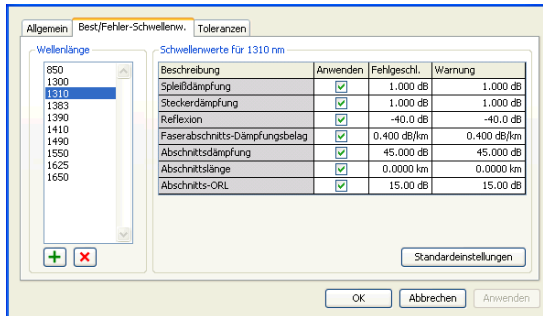 Allgemein Best/Fehler-Schwellenw. Toleranzen
Wellenlänge
850
1300
1310
1383
1390
1410
1490
1550
1625
1650
Schwellenwerte für 1310 nm
Beschreibung Anwenden Fehlgeschl. Warnung
Spleißdämpfung 1.000 dB 1.000 dB
Steckerdämpfung 1.000 dB 1.000 dB
Reflexion -40.0 dB -40.0 dB
Faserabschnitts-Dämpfungsbelag 0.400 dB/km 0.400 dB/km
Abschnittsdämpfung 45.000 dB 45.000 dB
Abschnittslänge 0.0000 km 0.0000 km
Abschnitts-ORL 15.00 dB 15.00 dB
Standardeinstellungen
OK Abbrechen Anwenden